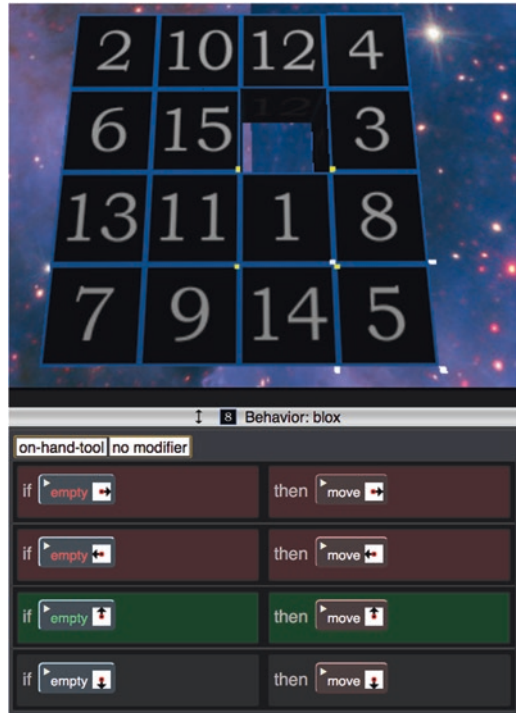 2 10 12 4
6 15 12 3
13 11 1 8
7 9 14 5
8 Behavior: blox
on-hand-tool no modifier
if empty then move
if empty then move
if empty then move
if empty then move